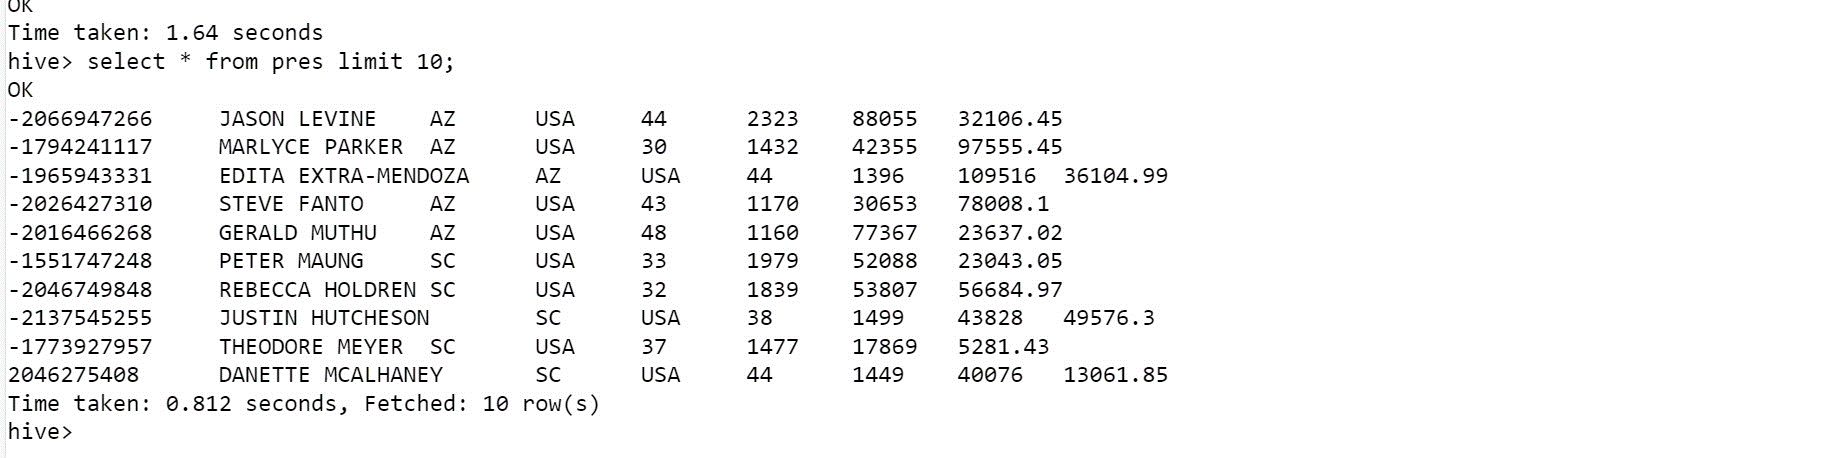 OK
Time taken: 1.64 seconds
hive> select * from pres limit 10;
OK
-2066947266 JASON LEVINE AZ USA 44 2323 88055 32106.45
-1794241117 MARLYCE PARKER AZ USA 30 1432 42355 97555.45
-1965943331 EDITA EXTRA-MENDOZA AZ USA 44 1396 109516 36104.99
-2026427310 STEVE FANTO AZ USA 43 1170 30653 78008.1
-2016466268 GERALD MUTHU AZ USA 48 1160 77367 23637.02
-1551747248 PETER MAUNG SC USA 33 1979 52088 23043.05
-2046749848 REBECCA HOLDREN SC USA 32 1839 53807 56684.97
-2137545255 JUSTIN HUTCHESON SC USA 38 1499 43828 49576.3
-1773927957 THEODORE MEYER SC USA 37 1477 17869 5281.43
2046275408 DANETTE MCALHANEY SC USA 44 1449 40076 13061.85
Time taken: 0.812 seconds, Fetched: 10 row(s)
hive>